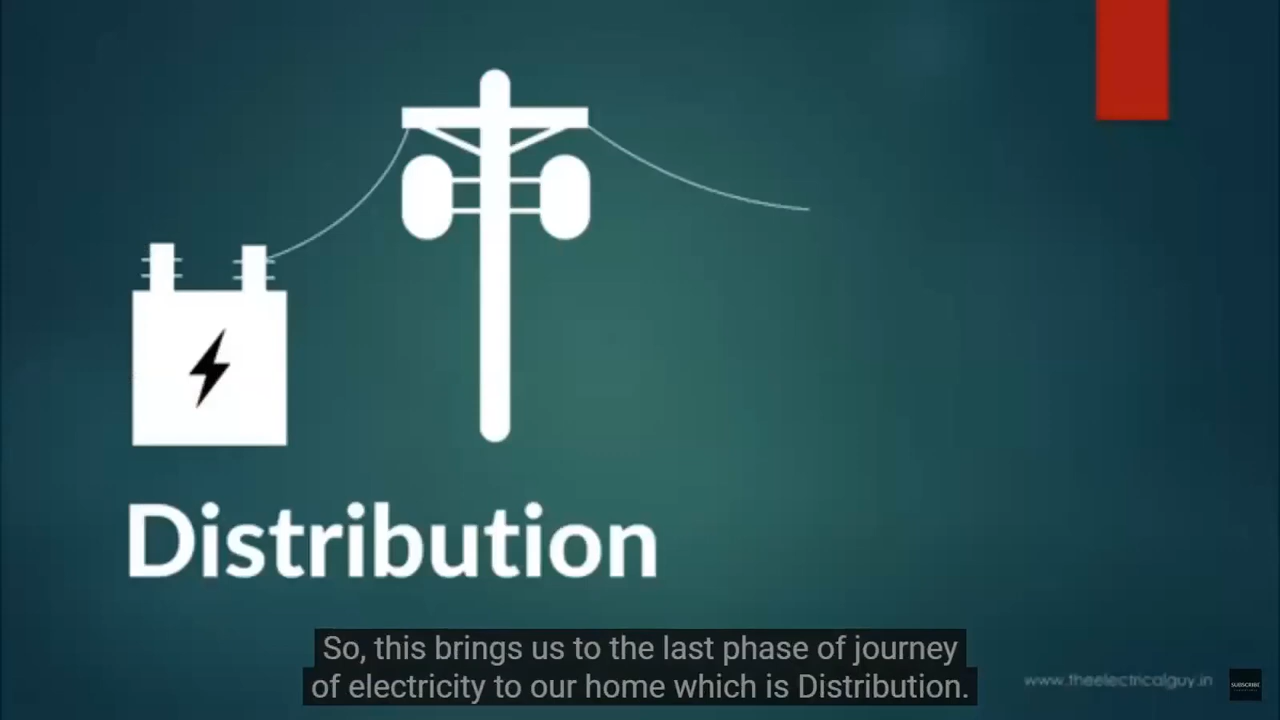 Distribution
So, this brings us to the last phase of journey
of electricity to our home which is Distribution.
www.theelectricalguy.in
SUBSCRIBE